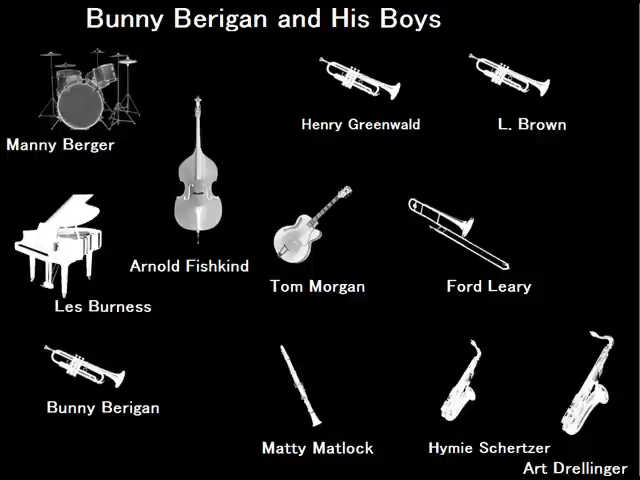 Bunny Berigan and His Boys
Manny Berger
Henry Greenwald
L. Brown
Arnold Fishkind
Les Burness
Tom Morgan
Ford Leary
Bunny Berigan
Matty Matlock
Hymie Schertzer
Art Drellinger